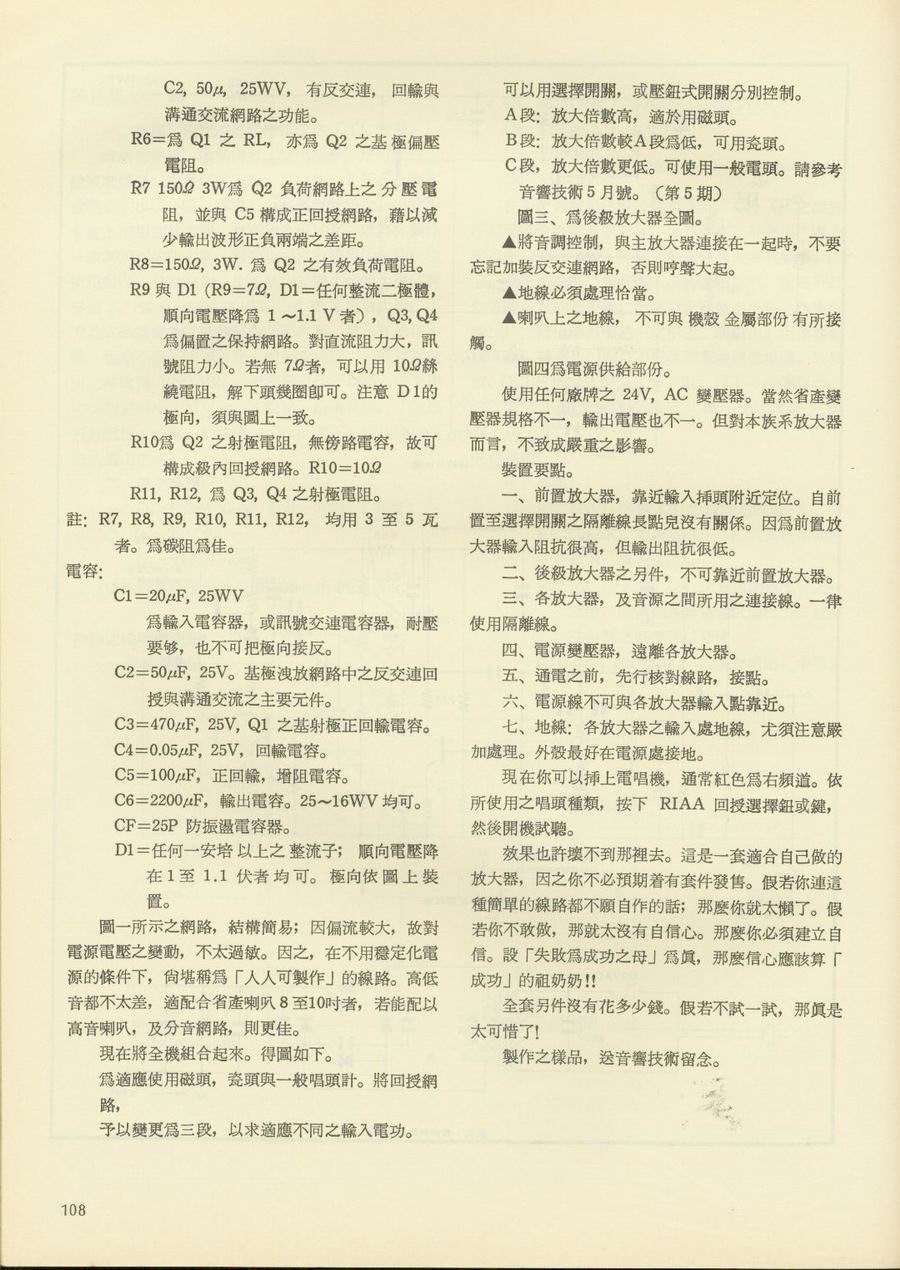 C2, 50μ, 25WV, 有反交連, 回輸與
溝通交流網路之功能。
R6=爲 Q1 之 RL, 亦爲 Q2 之基極偏壓
電阻。
R7 150Ω 3W爲 Q2 負荷網路上之分壓電
阻, 並與 C5 構成正回授網路, 藉以減
少輸出波形正負兩端之差距。
R8=150Ω, 3W. 爲 Q2 之有效負荷電阻。
R9 與 D1 (R9=7Ω, D1=任何整流二極體,
順向電壓降爲 1～1.1 V 者), Q3, Q4
爲偏置之保持網路。對直流阻力大, 訊
號阻力小。若無 7Ω者, 可以用 10Ω絲
繞電阻, 解下頭幾圈卽可。注意 D1的
極向, 須與圖上一致。
R10爲 Q2 之射極電阻, 無傍路電容, 故可
構成級內回授網路。R10=10Ω
R11, R12, 爲 Q3, Q4 之射極電阻。
註: R7, R8, R9, R10, R11, R12, 均用 3 至 5 瓦
者。爲碳阻爲佳。
電容:
C1=20μF, 25WV
爲輸入電容器, 或訊號交連電容器, 耐壓
要够, 也不可把極向接反。
C2=50μF, 25V。基極洩放網路中之反交連回
授與溝通交流之主要元件。
C3=470μF, 25V, Q1 之基射極正回輸電容。
C4=0.05μF, 25V, 回輸電容。
C5=100μF, 正回輸, 增阻電容。
C6=2200μF, 輸出電容。25～16WV 均可。
CF=25P 防振盪電容器。
D1=任何一安培以上之整流子; 順向電壓降
在 1 至 1.1 伏者均可。極向依圖上裝
置。
圖一所示之網路, 結構簡易; 因偏流較大, 故對
電源電壓之變動, 不太過敏。因之, 在不用穩定化電
源的條件下, 尙堪稱爲「人人可製作」的線路。高低
音都不太差, 適配合省產喇叭 8 至10吋者, 若能配以
高音喇叭, 及分音網路, 則更佳。
現在將全機組合起來。得圖如下。
爲適應使用磁頭, 瓷頭與一般唱頭計。將回授網
路,
予以變更爲三段, 以求適應不同之輸入電功。
可以用選擇開關, 或壓鈕式開關分別控制。
A段: 放大倍數高, 適於用磁頭。
B段: 放大倍數較A段爲低, 可用瓷頭。
C段, 放大倍數更低。可使用一般電頭。請參考
音響技術 5 月號。(第 5 期)
圖三、爲後級放大器全圖。
▲將音調控制, 與主放大器連接在一起時, 不要
忘記加裝反交連網路, 否則哼聲大起。
▲地線必須處理恰當。
▲喇叭上之地線, 不可與機殼金屬部份有所接
觸。
圖四爲電源供給部份。
使用任何廠牌之 24V, AC 變壓器。當然省產變
壓器規格不一, 輸出電壓也不一。但對本族系放大器
而言, 不致成嚴重之影響。
裝置要點。
一、前置放大器, 靠近輸入揷頭附近定位。自前
置至選擇開關之隔離線長點兒沒有關係。因爲前置放
大器輸入阻抗很高, 但輸出阻抗很低。
二、後級放大器之另件, 不可靠近前置放大器。
三、各放大器, 及音源之間所用之連接線。一律
使用隔離線。
四、電源變壓器, 遠離各放大器。
五、通電之前, 先行核對線路, 接點。
六、電源線不可與各放大器輸入點靠近。
七、地線: 各放大器之輸入處地線, 尤須注意嚴
加處理。外殼最好在電源處接地。
現在你可以揷上電唱機, 通常紅色爲右頻道。依
所使用之唱頭種類, 按下 RIAA 回授選擇鈕或鍵,
然後開機試聽。
效果也許壞不到那裡去。這是一套適合自己做的
放大器, 因之你不必預期着有套件發售。假若你連這
種簡單的線路都不願自作的話; 那麽你就太懶了。假
若你不敢做, 那就太沒有自信心。那麽你必須建立自
信。設「失敗爲成功之母」爲眞, 那麽信心應該算「
成功」的祖奶奶!!
全套另件沒有花多少錢。假若不試一試, 那眞是
太可惜了!
製作之樣品, 送音響技術留念。
108